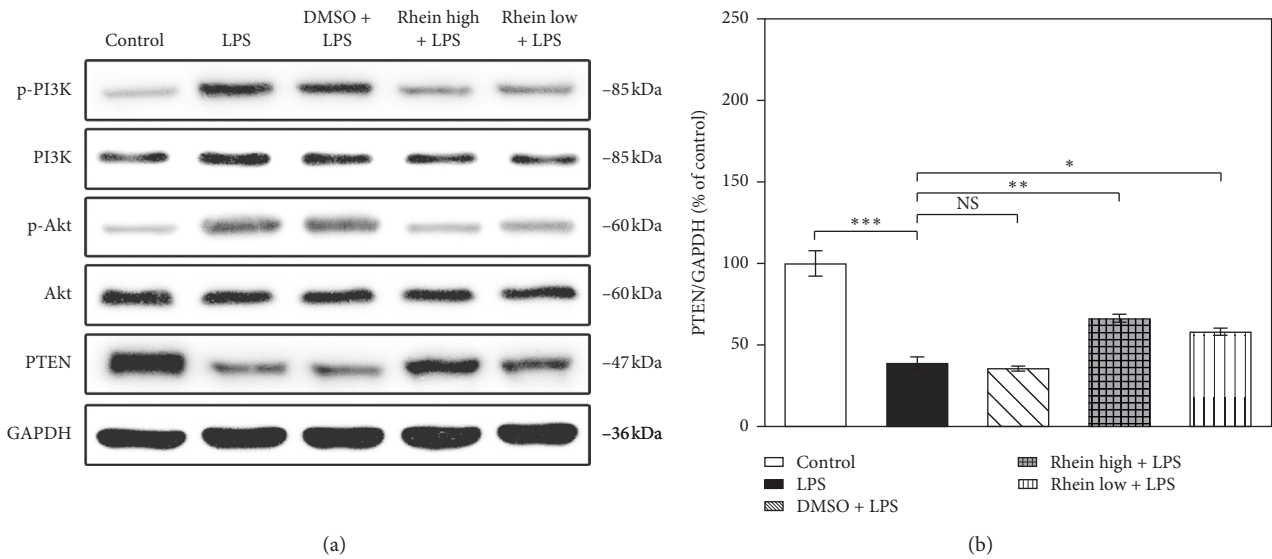 Control LPS DMSO + LPS Rhein high + LPS Rhein low + LPS
p-PI3K –85 kDa
PI3K –85 kDa
p-Akt –60 kDa
Akt –60 kDa
PTEN –47 kDa
GAPDH –36 kDa
(a)
PTEN/GAPDH (% of control)
250
200
150
100
50
0
*
**
NS
***
Control
LPS
DMSO + LPS
Rhein high + LPS
Rhein low + LPS
(b)